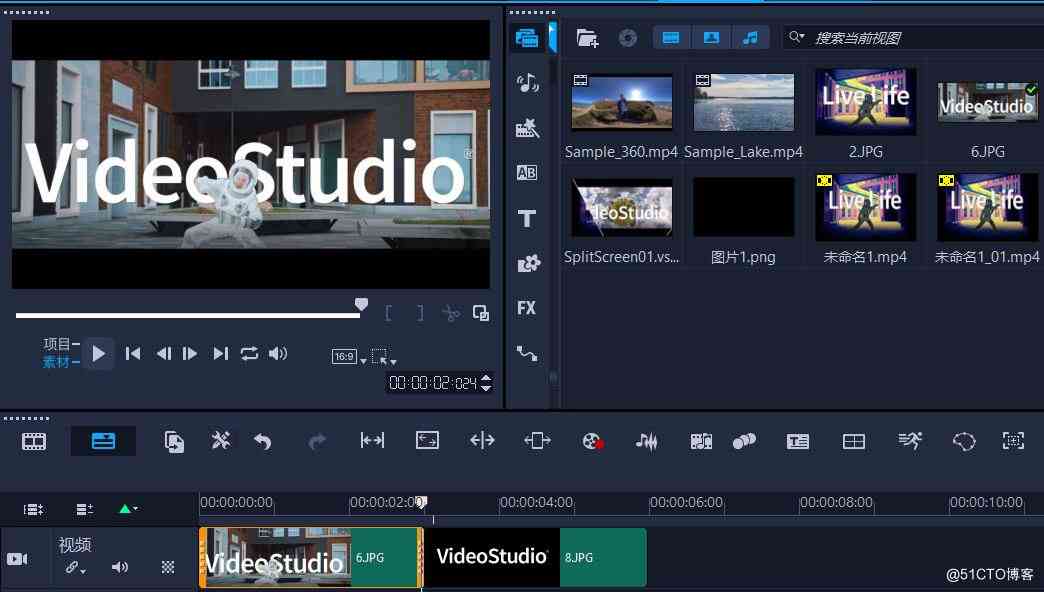 搜索当前视图
VideoStudio
Live Life
VideoStudio
Sample_360.mp4
Sample_Lake.mp4
2.JPG
6.JPG
deoStudio
Live Life
Live Life
SplitScreen01.vs...
图片1.png
未命名1.mp4
未命名1_01.mp4
AB
T
FX
[ ]
项目
素材
16:9
00:00:02:024
00:00:00:00
00:00:02:00
00:00:04:00
00:00:06:00
00:00:08:00
00:00:10:00
视频
VideoStudio
6.JPG
VideoStudio
8.JPG
@51CTO博客